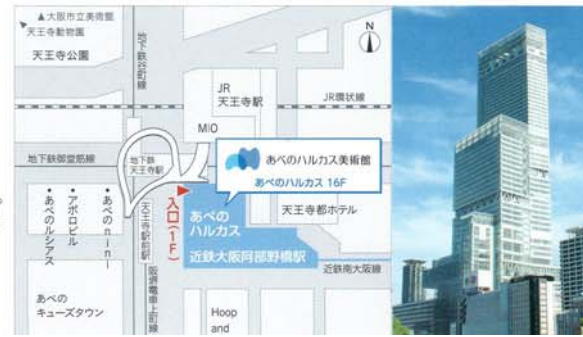 ▲大阪市立美術館
天王寺動物園
天王寺公園
地下鉄谷町線
N
JR
天王寺駅
JR環状線
MIO
地下鉄御堂筋線
地下鉄
天王寺駅
あべのハルカス美術館
あべのハルカス 16F
入口(1F)
あべの
ハルカス
天王寺都ホテル
近鉄大阪阿部野橋駅
近鉄南大阪線
天王寺駅前駅
阪堺電車上町線
・あべのnini
・アポロビル
・あべのルシアス
あべの
キューズタウン
Hoop
and